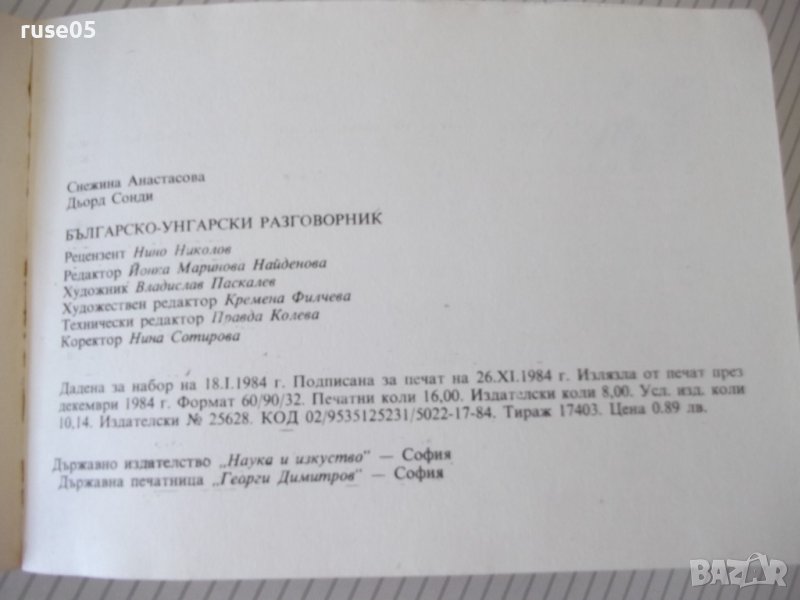 ruse05
Снежина Анастасова
Дьорд Сонди
БЪЛГАРСКО-УНГАРСКИ РАЗГОВОРНИК
Рецензент Нино Николов
Редактор Йонка Маринова Найденова
Художник Владислав Паскалев
Художествен редактор Кремена Филчева
Технически редактор Правда Колева
Коректор Нина Сотирова
Дадена за набор на 18.I.1984 г. Подписана за печат на 26.XI.1984 г. Излязла от печат през
декември 1984 г. Формат 60/90/32. Печатни коли 16,00. Издателски коли 8,00. Усл. изд. коли
10,14. Издателски № 25628. КОД 02/9535125231/5022-17-84. Тираж 17403. Цена 0.89 лв.
Държавно издателство „Наука и изкуство” — София
Държавна печатница „Георги Димитров” — София
BAZAR